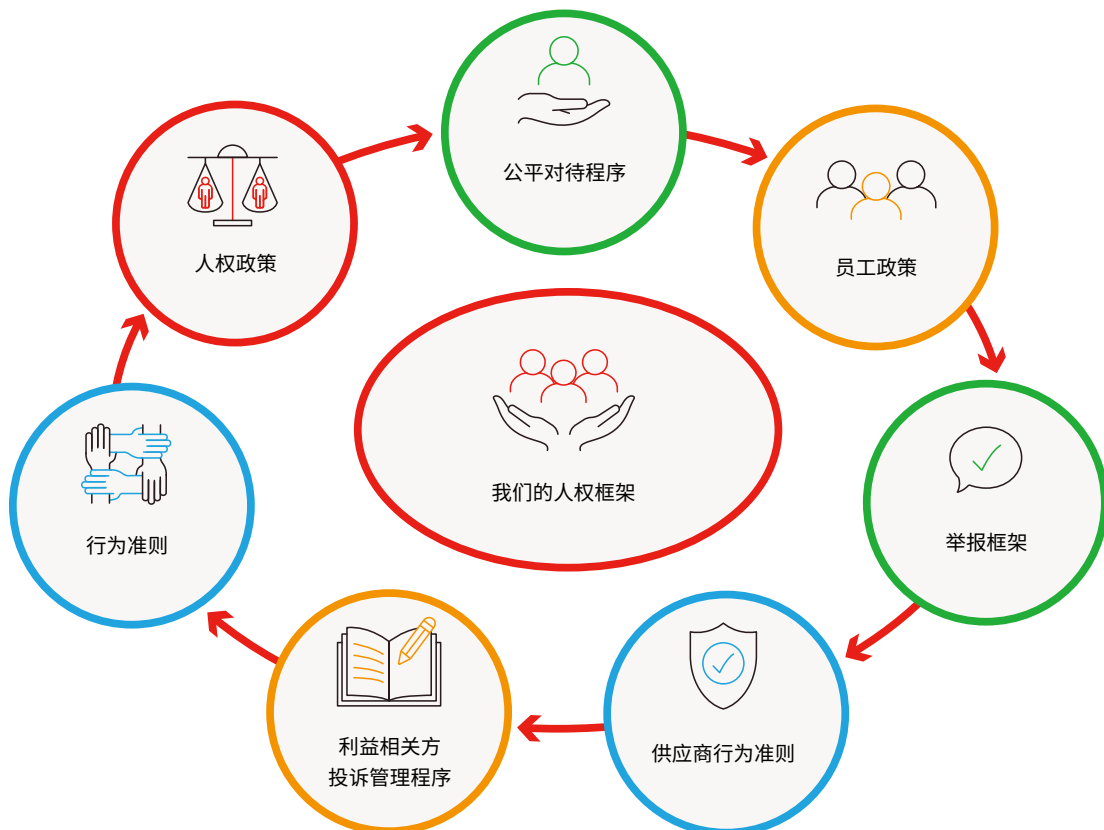 公平对待程序
人权政策
员工政策
我们的人权框架
行为准则
举报框架
利益相关方
投诉管理程序
供应商行为准则